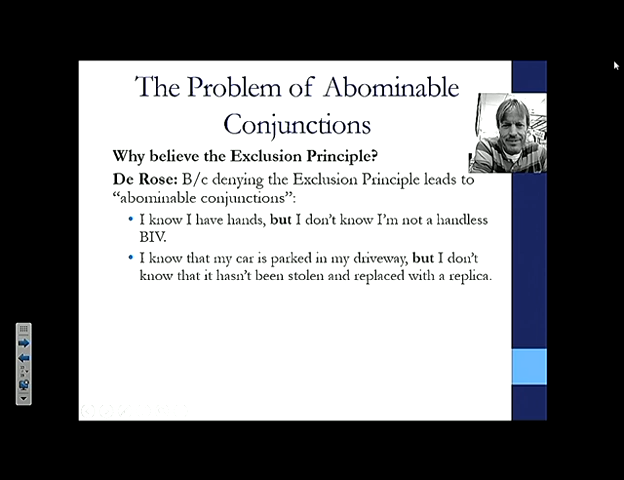 The Problem of Abominable
Conjunctions
Why believe the Exclusion Principle?
De Rose: B/c denying the Exclusion Principle leads to
“abominable conjunctions”:
• I know I have hands, but I don’t know I’m not a handless
BIV.
• I know that my car is parked in my driveway, but I don’t
know that it hasn’t been stolen and replaced with a replica.